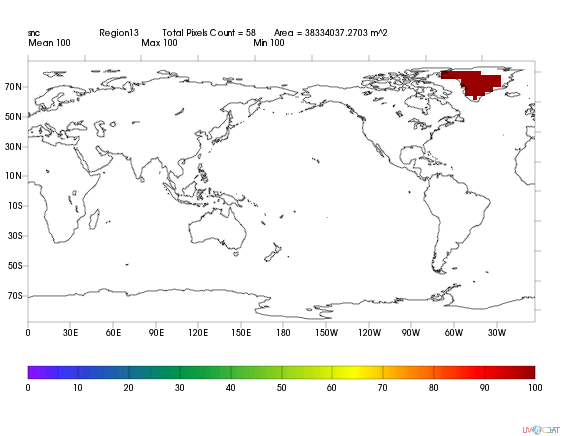 snc Region13 Total Pixels Count = 58 Area = 38334037.2703 m^2
Mean 100 Max 100 Min 100
70N
50N
30N
10N
10S
30S
50S
70S
0 30E 60E 90E 120E 150E 180 150W 120W 90W 60W 30W
0 10 20 30 40 50 60 70 80 90 100